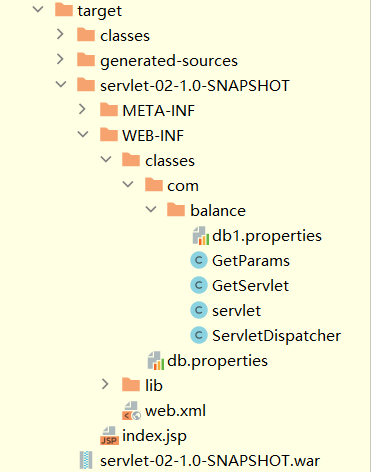 target
classes
generated-sources
servlet-02-1.0-SNAPSHOT
META-INF
WEB-INF
classes
com
balance
db1.properties
GetParams
GetServlet
servlet
ServletDispatcher
db.properties
lib
web.xml
index.jsp
servlet-02-1.0-SNAPSHOT.war